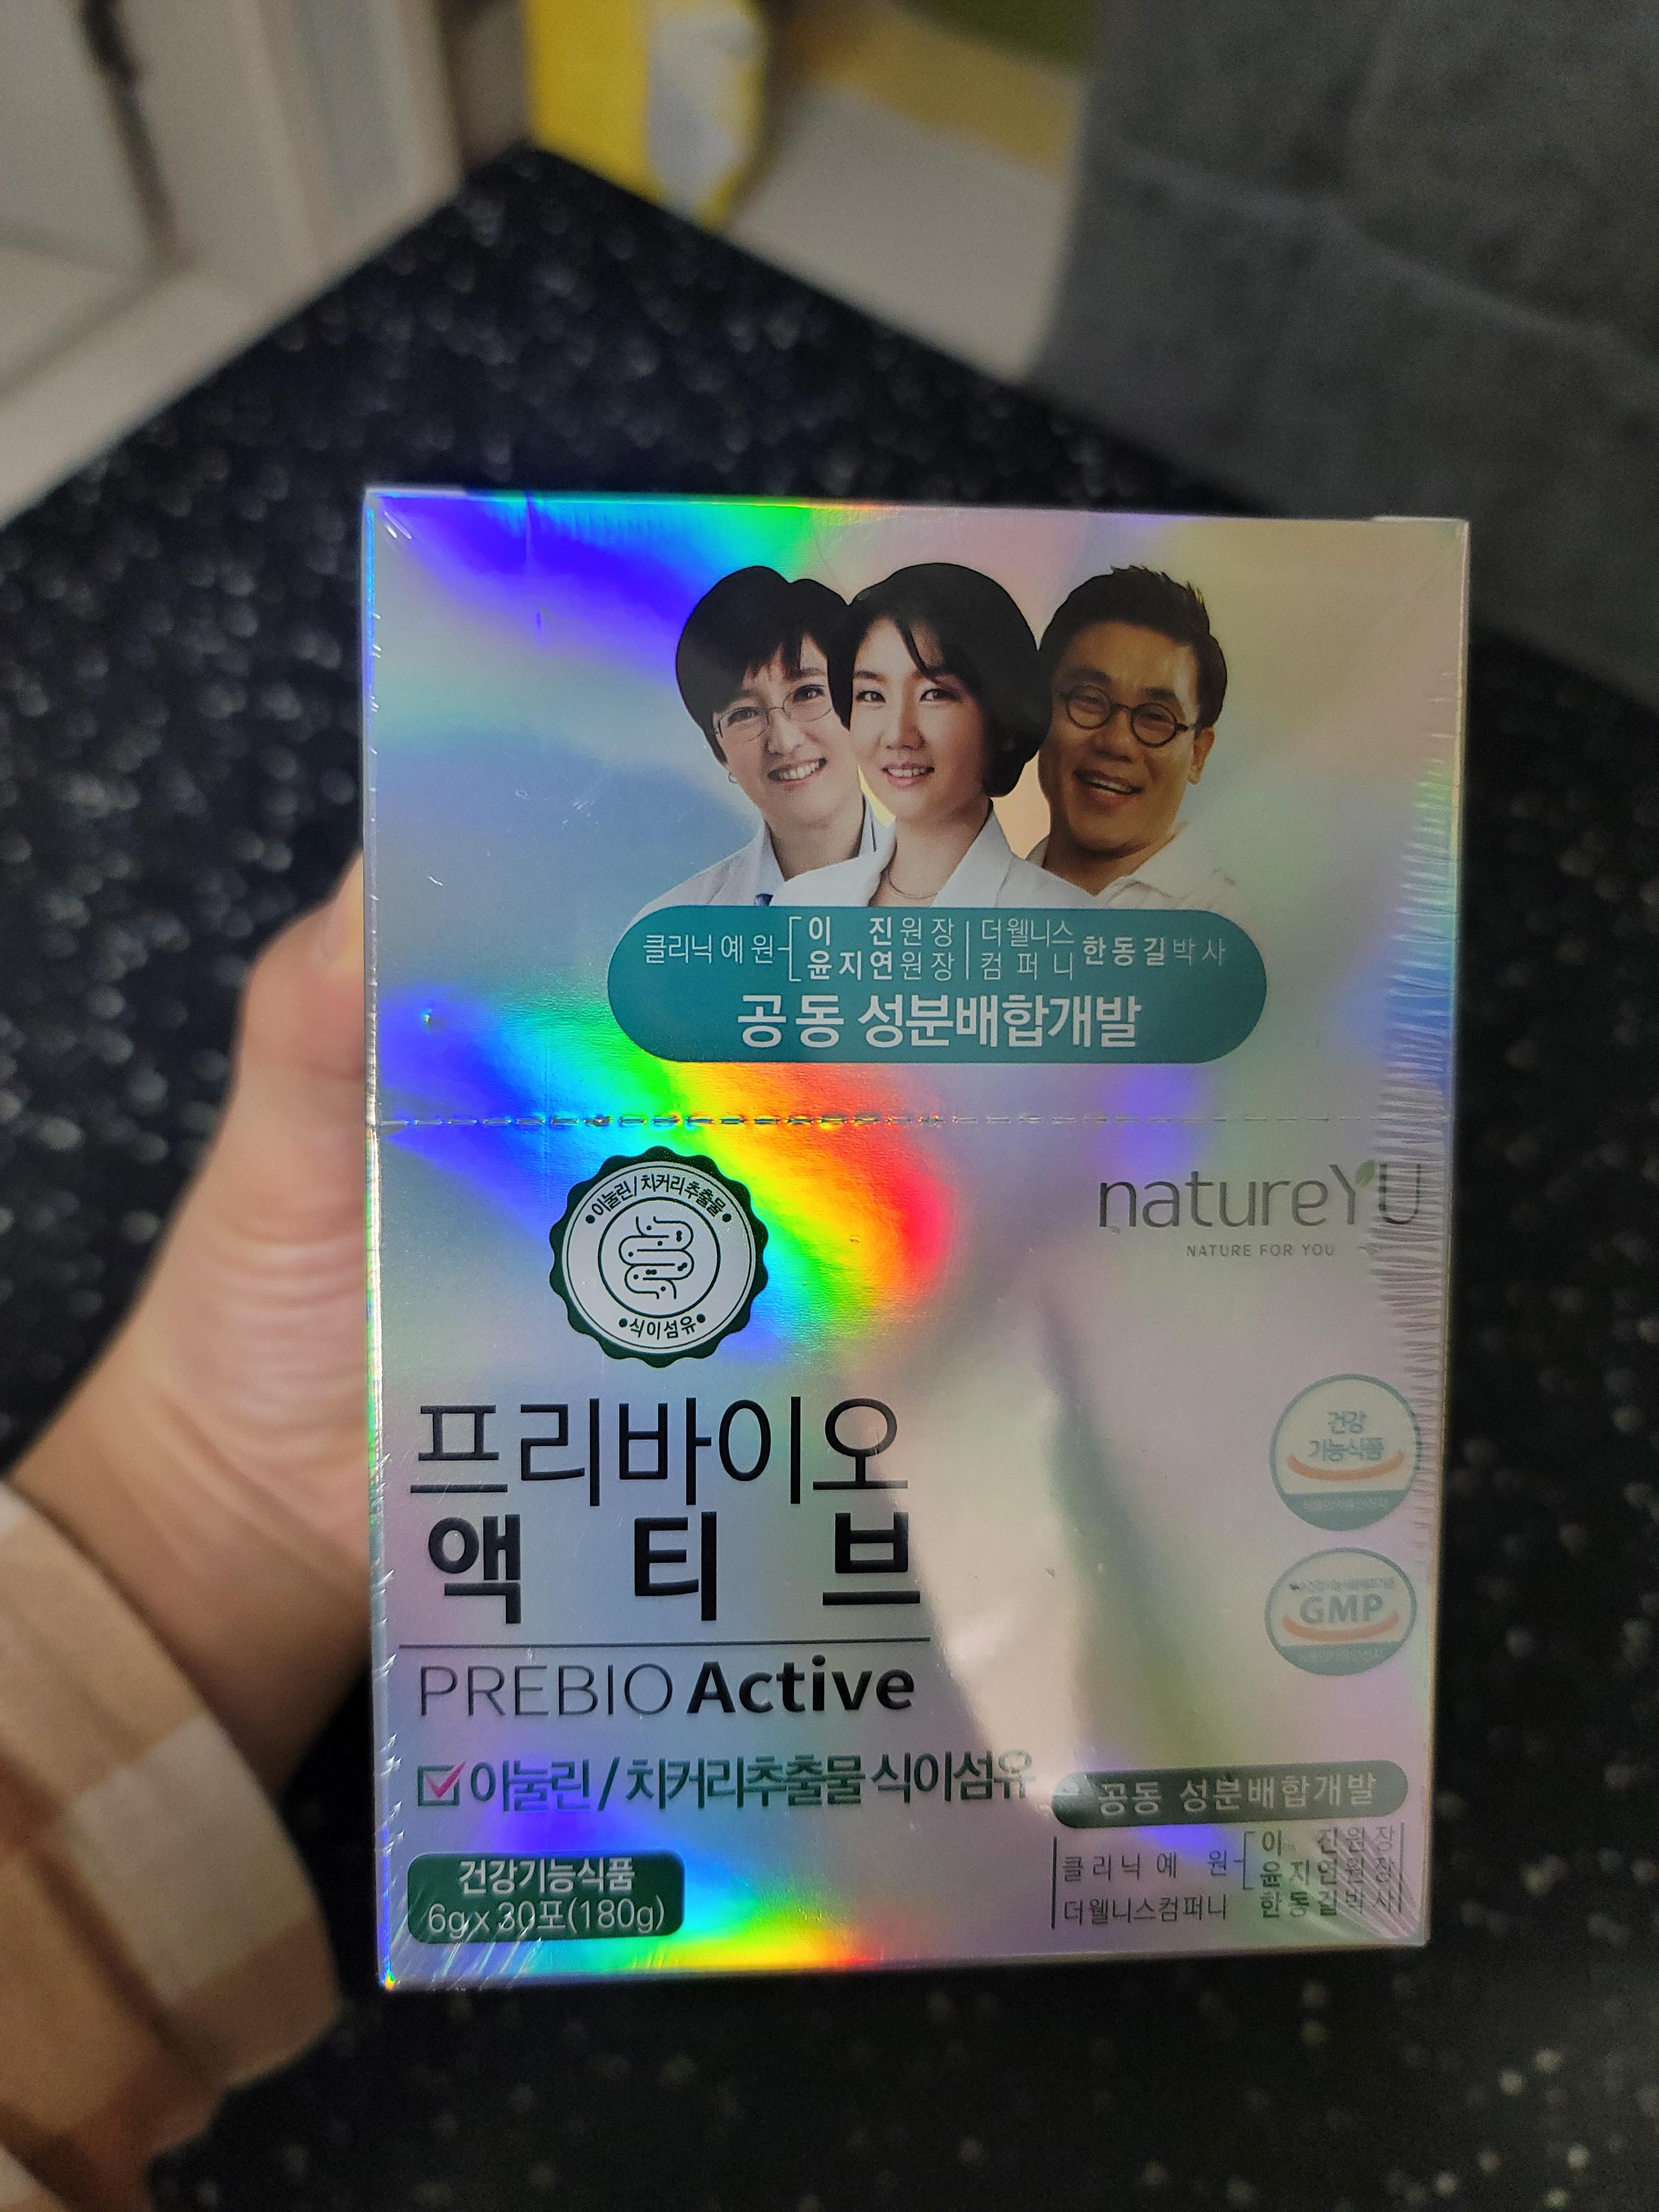 클리닉예원 이 진원장 더웰니스 한동길박사
윤지연원장 컴퍼니
공동 성분배합개발
이눌린/치커리추출물
식이섬유
natureYU
NATURE FOR YOU
프리바이오
액티브
PREBIO Active
건강
기능식품
GMP
이눌린/치커리추출물 식이섬유
공동 성분배합개발
클리닉예원 이 진원장
윤지연원장
더웰니스컴퍼니 한동길박사
건강기능식품
6g x 30포(180g)